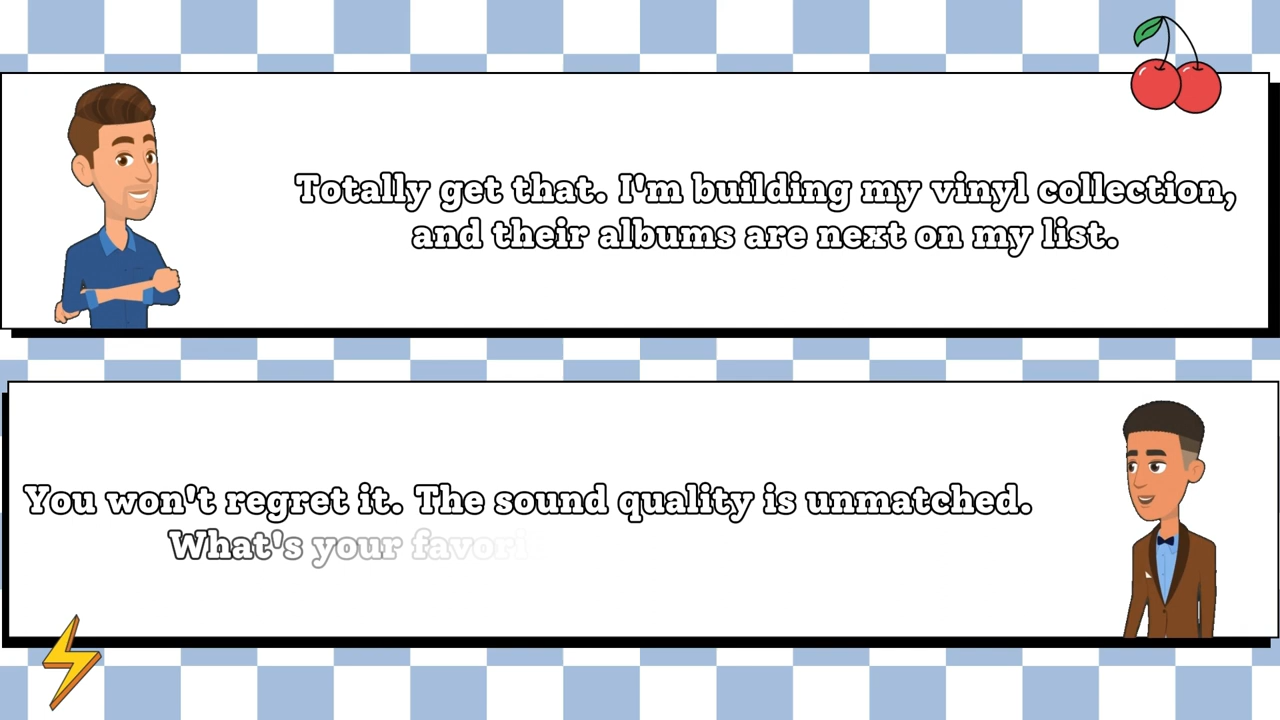 Totally get that. I'm building my vinyl collection,
and their albums are next on my list.
You won't regret it. The sound quality is unmatched.
What's your